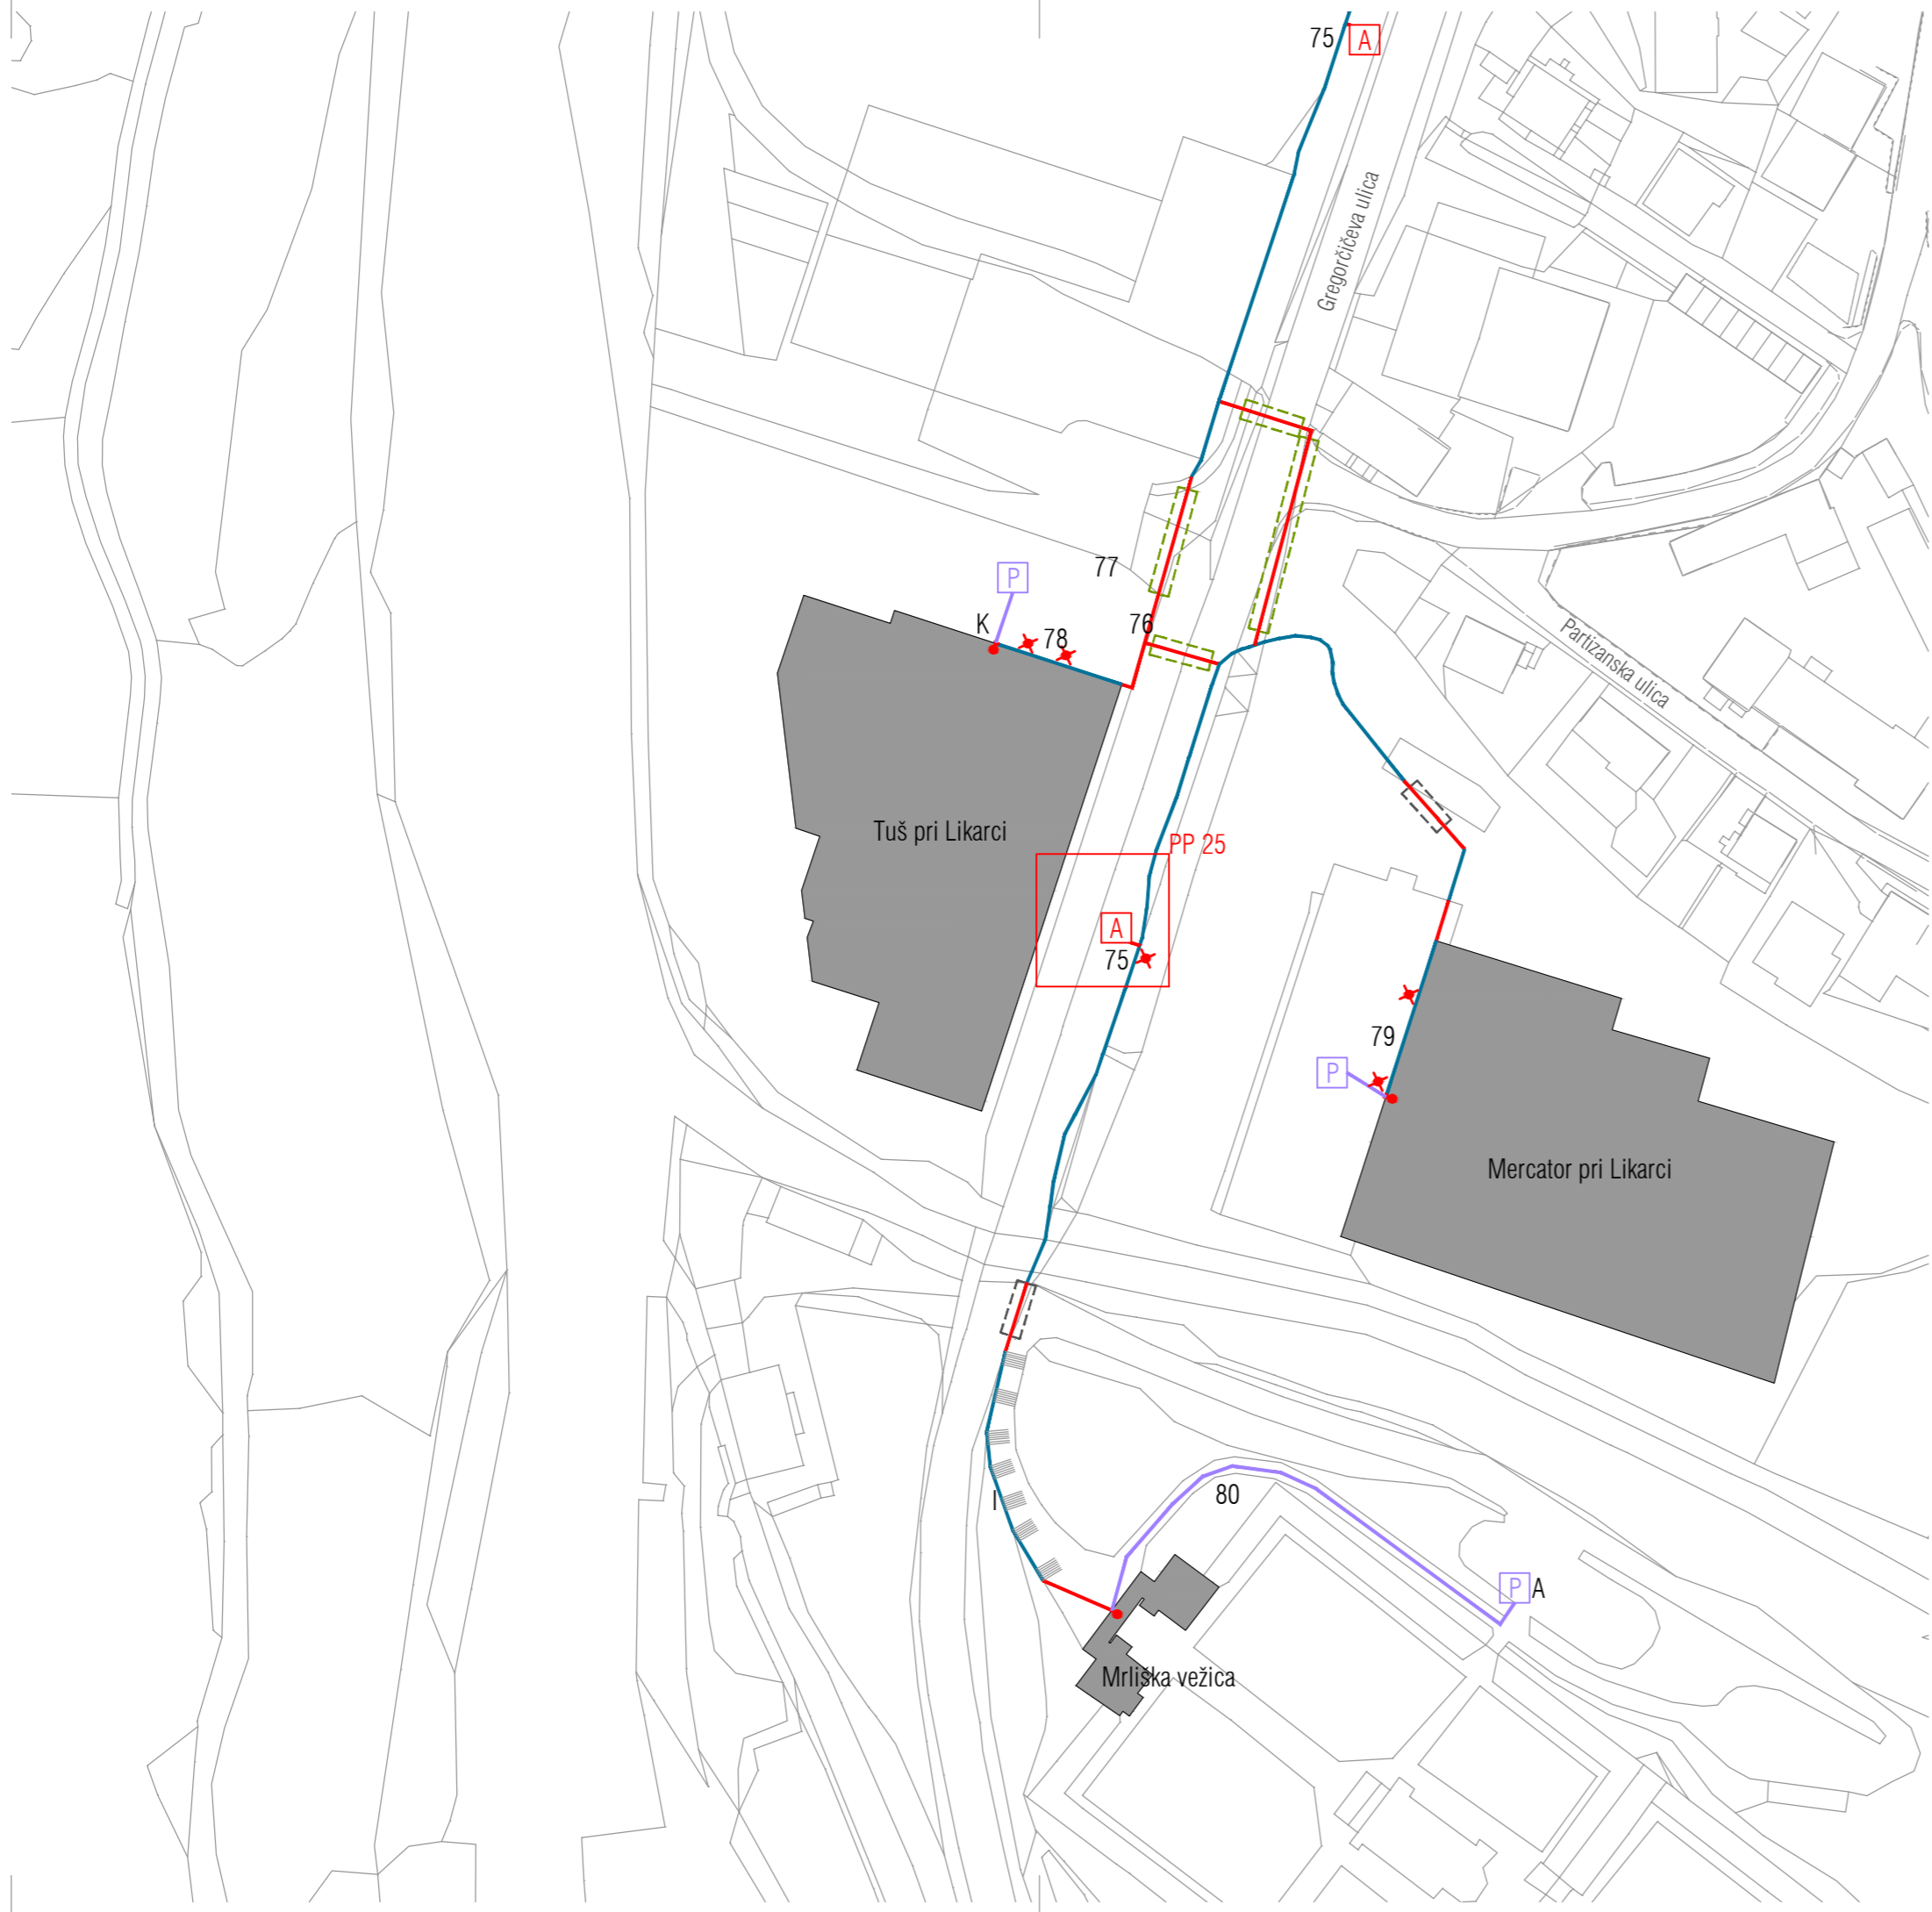 75
A
Gregorčičeva ulica
77
P
K
78
76
Partizanska ulica
Tuš pri Likarci
PP 25
A
75
79
P
Mercator pri Likarci
I
80
P
A
Mrliška vežica